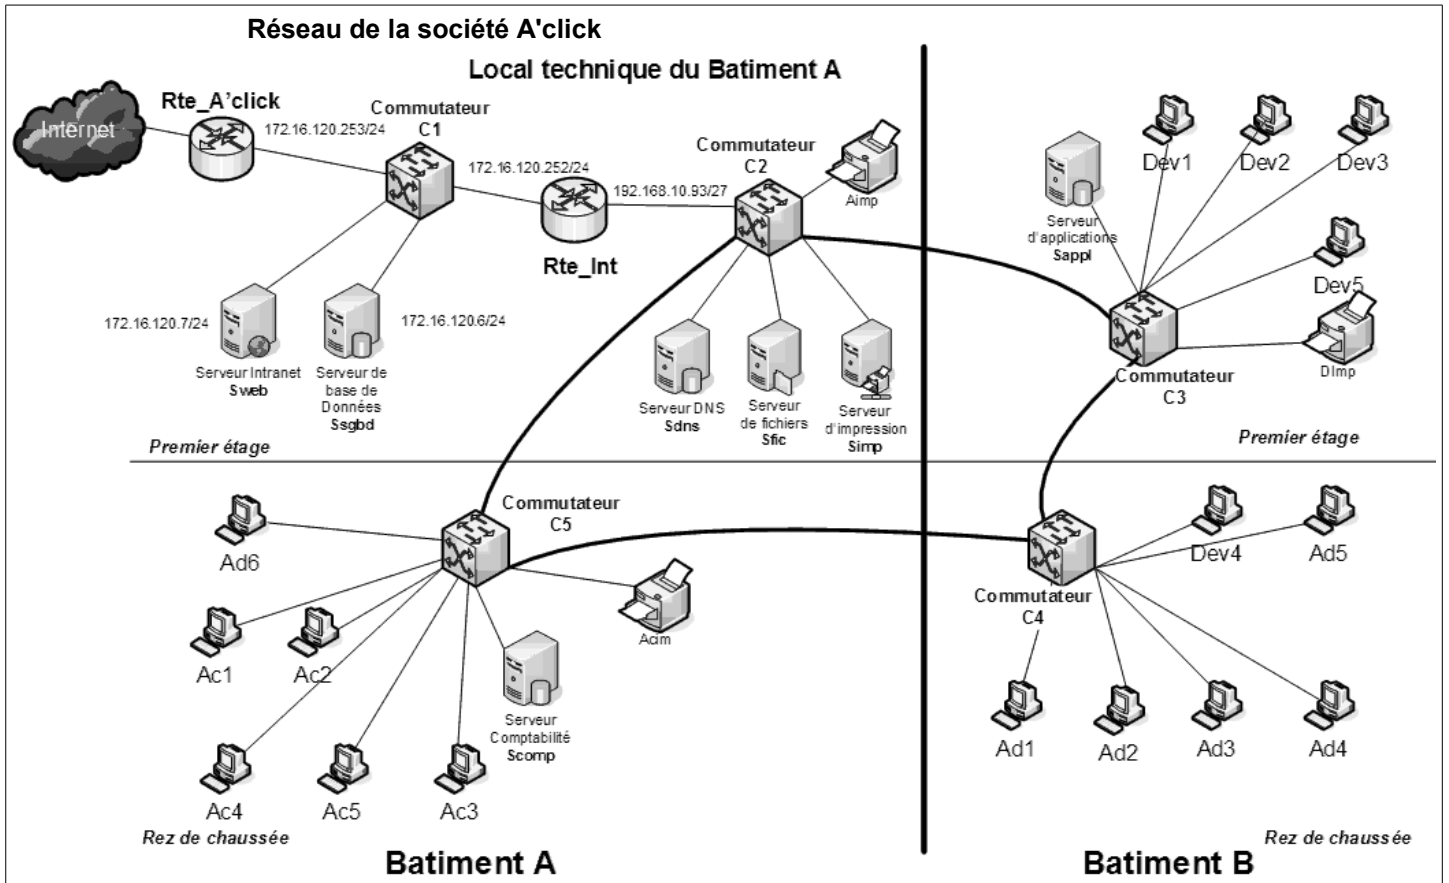 Réseau de la société A'click
Local technique du Batiment A
Rte_A'click
Internet
172.16.120.253/24
Commutateur
C1
172.16.120.252/24
192.168.10.93/27
Commutateur
C2
Aimp
Rte_Int
172.16.120.7/24
172.16.120.6/24
Serveur Intranet
Sweb
Serveur de
base de
Données
Ssgbd
Serveur DNS
Sdns
Serveur
de fichiers
Sfic
Serveur
d'impression
Simp
Premier étage
Dev1
Dev2
Dev3
Serveur
d'applications
Sappl
Dev5
DImp
Commutateur
C3
Premier étage
Commutateur
C5
Ad6
Ac1
Ac2
Acim
Serveur
Comptabilité
Scomp
Ac4
Ac5
Ac3
Rez de chaussée
Batiment A
Dev4
Ad5
Commutateur
C4
Ad1
Ad2
Ad3
Ad4
Rez de chaussée
Batiment B